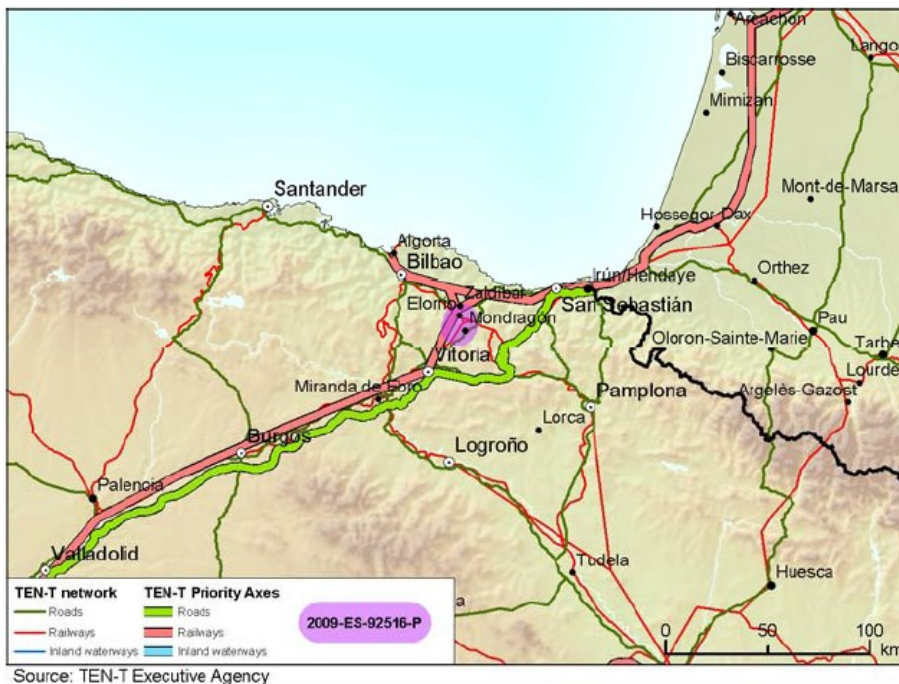 Arcachon
Lango
Biscarrosse
Mimizan
Santander
Mont-de-Marsa
Hossegor Dax
Algorta
Bilbao
Orthez
Irún/Hendaye
Zaldibar
Elorrio
San Sebastián
Mondragón
Pau
Oloron-Sainte-Marie
Tarbe
Vitoria
Lourde
Miranda de Ebro
Pamplona
Argelès-Gazost
Lorca
Burgos
Logroño
Palencia
Valladolid
Tudela
Huesca
TEN-T network TEN-T Priority Axes
Roads Roads
Railways Railways
Inland waterways Inland waterways
2009-ES-92516-P
a
0 50 100
km
Source: TEN-T Executive Agency